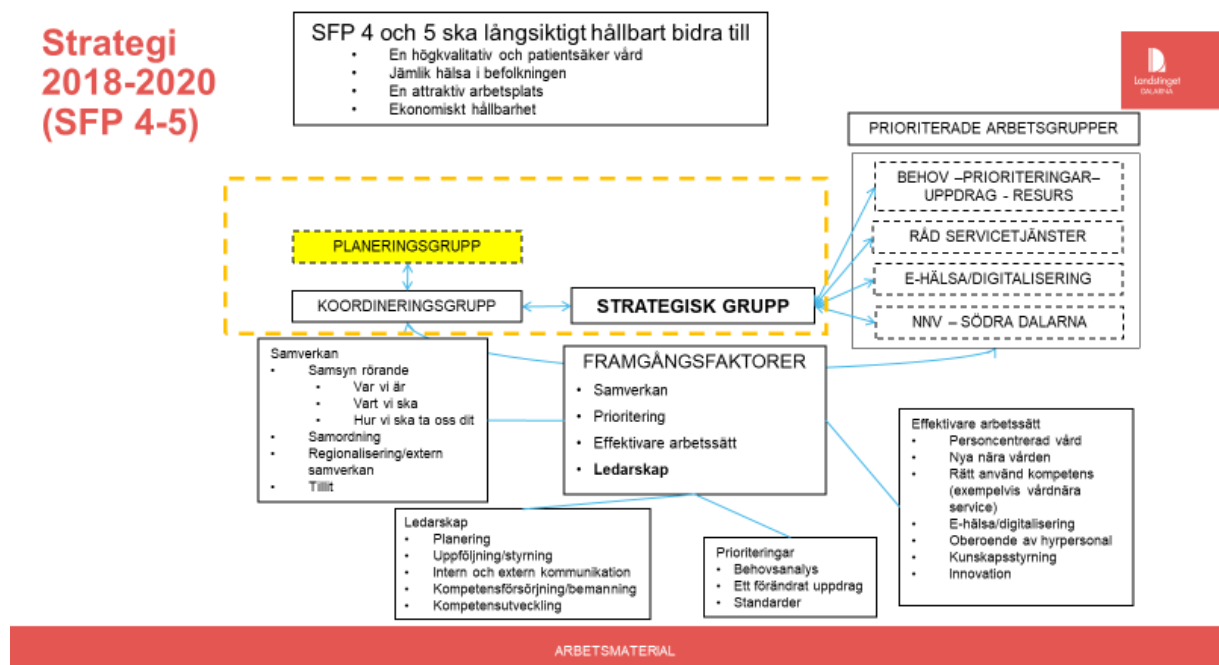 Strategi
2018-2020
(SFP 4-5)
SFP 4 och 5 ska långsiktigt hållbart bidra till
• En högkvalitativ och patientsäker vård
• Jämlik hälsa i befolkningen
• En attraktiv arbetsplats
• Ekonomiskt hållbarhet
Landstinget
DALARNA
PRIORITERADE ARBETSGRUPPER
BEHOV –PRIORITERINGAR–
UPPDRAG - RESURS
RÅD SERVICETJÄNSTER
E-HÄLSA/DIGITALISERING
NNV – SÖDRA DALARNA
PLANERINGSGRUPP
KOORDINERINGSGRUPP
STRATEGISK GRUPP
Samverkan
• Samsyn rörande
• Var vi är
• Vart vi ska
• Hur vi ska ta oss dit
• Samordning
• Regionalisering/extern
samverkan
• Tillit
FRAMGÅNGSFAKTORER
• Samverkan
• Prioritering
• Effektivare arbetssätt
• Ledarskap
Effektivare arbetssätt
• Personcentrerad vård
• Nya nära vården
• Rätt använd kompetens
(exempelvis vårdnära
service)
• E-hälsa/digitalisering
• Oberoende av hyrpersonal
• Kunskapsstyrning
• Innovation
Ledarskap
• Planering
• Uppföljning/styrning
• Intern och extern kommunikation
• Kompetensförsörjning/bemanning
• Kompetensutveckling
Prioriteringar
• Behovsanalys
• Ett förändrat uppdrag
• Standarder
ARBETSMATERIAL